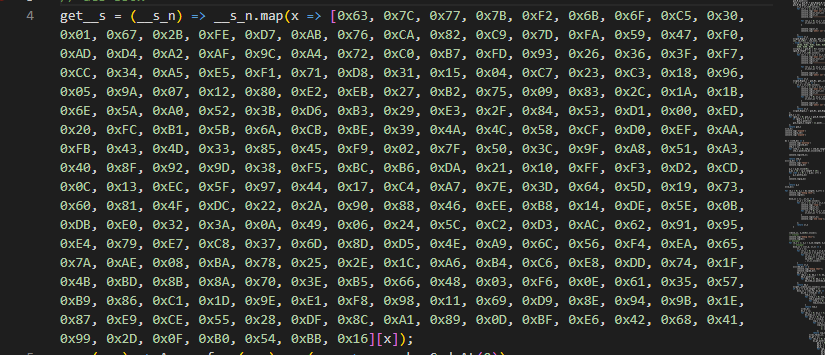 4 get__s = (__s_n) => __s_n.map(x => [0x63, 0x7C, 0x77, 0x7B, 0xF2, 0x6B, 0x6F, 0xC5, 0x30,
0x01, 0x67, 0x2B, 0xFE, 0xD7, 0xAB, 0x76, 0xCA, 0x82, 0xC9, 0x7D, 0xFA, 0x59, 0x47, 0xF0,
0xAD, 0xD4, 0xA2, 0xAF, 0x9C, 0xA4, 0x72, 0xC0, 0xB7, 0xFD, 0x93, 0x26, 0x36, 0x3F, 0xF7,
0xCC, 0x34, 0xA5, 0xE5, 0xF1, 0x71, 0xD8, 0x31, 0x15, 0x04, 0xC7, 0x23, 0xC3, 0x18, 0x96,
0x05, 0x9A, 0x07, 0x12, 0x80, 0xE2, 0xEB, 0x27, 0xB2, 0x75, 0x09, 0x83, 0x2C, 0x1A, 0x1B,
0x6E, 0x5A, 0xA0, 0x52, 0x3B, 0xD6, 0xB3, 0x29, 0xE3, 0x2F, 0x84, 0x53, 0xD1, 0x00, 0xED,
0x20, 0xFC, 0xB1, 0x5B, 0x6A, 0xCB, 0xBE, 0x39, 0x4A, 0x4C, 0x58, 0xCF, 0xD0, 0xEF, 0xAA,
0xFB, 0x43, 0x4D, 0x33, 0x85, 0x45, 0xF9, 0x02, 0x7F, 0x50, 0x3C, 0x9F, 0xA8, 0x51, 0xA3,
0x40, 0x8F, 0x92, 0x9D, 0x38, 0xF5, 0xBC, 0xB6, 0xDA, 0x21, 0x10, 0xFF, 0xF3, 0xD2, 0xCD,
0x0C, 0x13, 0xEC, 0x5F, 0x97, 0x44, 0x17, 0xC4, 0xA7, 0x7E, 0x3D, 0x64, 0x5D, 0x19, 0x73,
0x60, 0x81, 0x4F, 0xDC, 0x22, 0x2A, 0x90, 0x88, 0x46, 0xEE, 0xB8, 0x14, 0xDE, 0x5E, 0x0B,
0xDB, 0xE0, 0x32, 0x3A, 0x0A, 0x49, 0x06, 0x24, 0x5C, 0xC2, 0xD3, 0xAC, 0x62, 0x91, 0x95,
0xE4, 0x79, 0xE7, 0xC8, 0x37, 0x6D, 0x8D, 0xD5, 0x4E, 0xA9, 0x6C, 0x56, 0xF4, 0xEA, 0x65,
0x7A, 0xAE, 0x08, 0xBA, 0x78, 0x25, 0x2E, 0x1C, 0xA6, 0xB4, 0xC6, 0xE8, 0xDD, 0x74, 0x1F,
0x4B, 0xBD, 0x8B, 0x8A, 0x70, 0x3E, 0xB5, 0x66, 0x48, 0x03, 0xF6, 0x0E, 0x61, 0x35, 0x57,
0xB9, 0x86, 0xC1, 0x1D, 0x9E, 0xE1, 0xF8, 0x98, 0x11, 0x69, 0xD9, 0x8E, 0x94, 0x9B, 0x1E,
0x87, 0xE9, 0xCE, 0x55, 0x28, 0xDF, 0x8C, 0xA1, 0x89, 0x0D, 0xBF, 0xE6, 0x42, 0x68, 0x41,
0x99, 0x2D, 0x0F, 0xB0, 0x54, 0xBB, 0x16][x]);